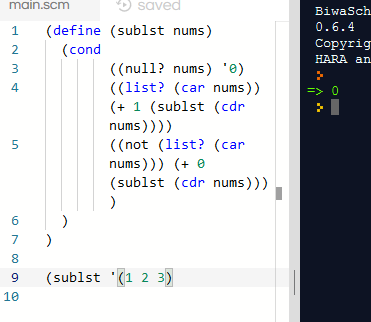 main.scm saved
1 (define (sublst nums)
2 (cond
3 ((null? nums) '0)
4 ((list? (car nums))
(+ 1 (sublst (cdr
nums))))
5 ((not (list? (car
nums))) (+ 0
(sublst (cdr nums)))
)
6 )
7 )
8
9 (sublst '(1 2 3)
10
BiwaSch
0.6.4
Copyrig
HARA an
=> 0